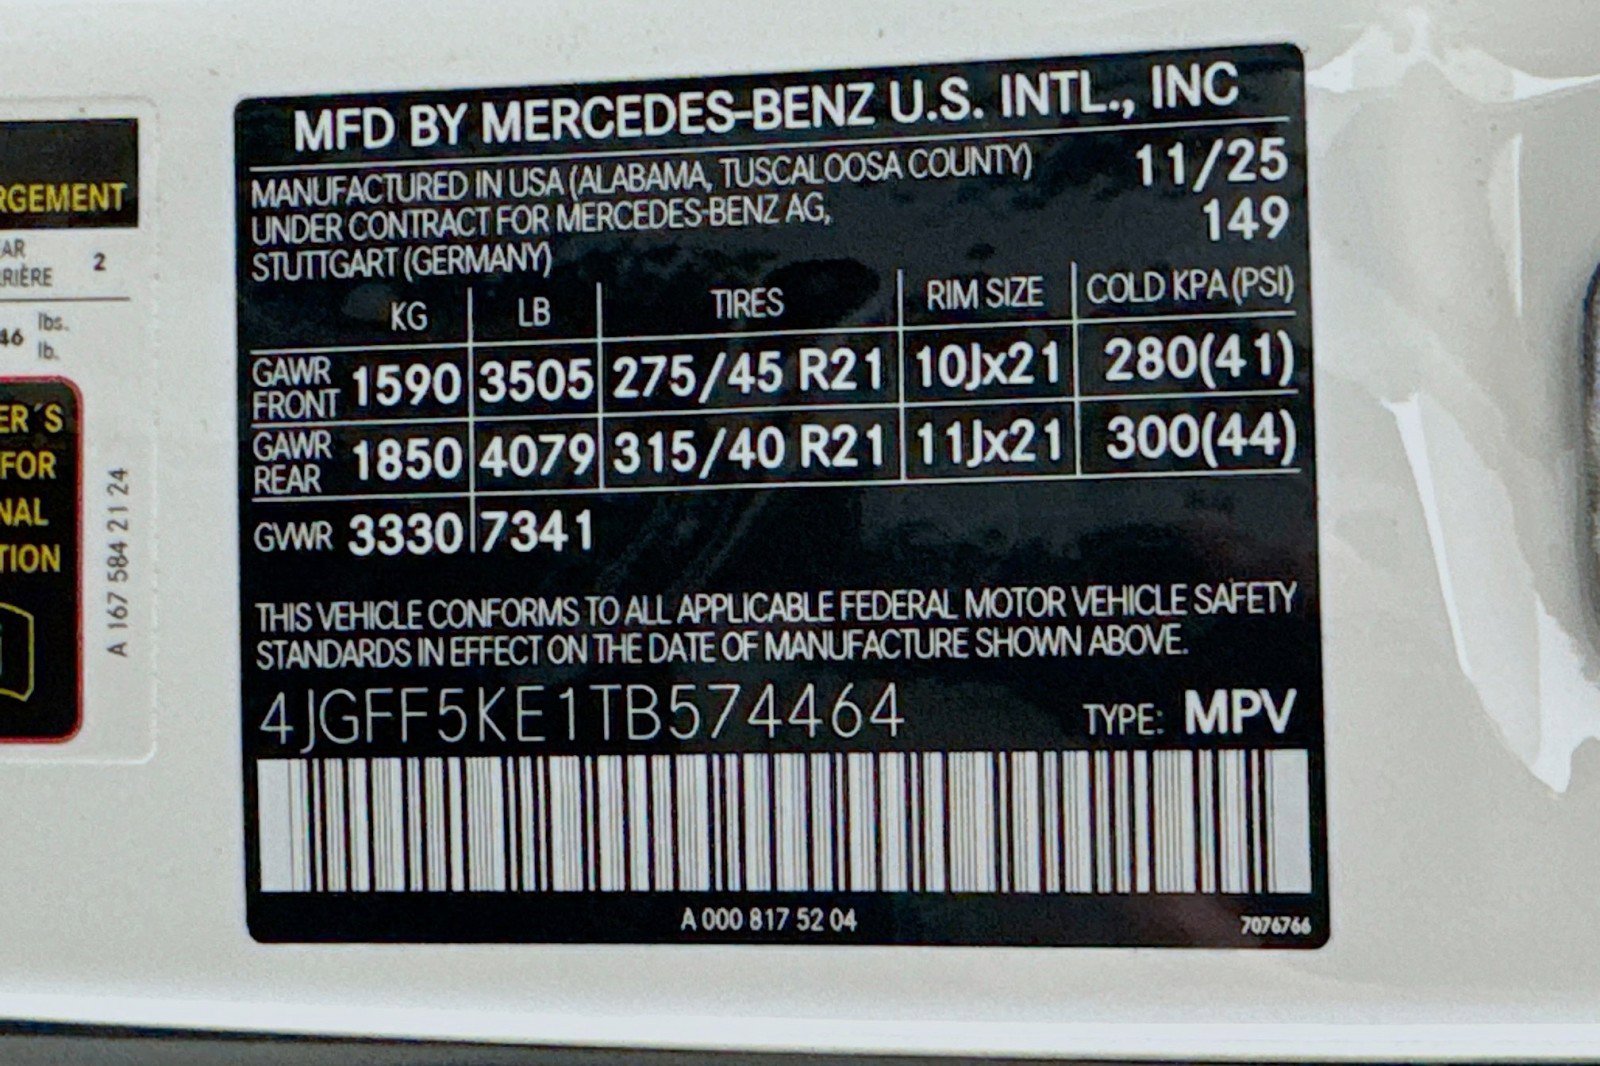 MFD BY MERCEDES-BENZ U.S. INTL., INC
MANUFACTURED IN USA (ALABAMA, TUSCALOOSA COUNTY) 11/25
UNDER CONTRACT FOR MERCEDES-BENZ AG, 149
STUTTGART (GERMANY)
KG LB TIRES RIM SIZE COLD KPA (PSI)
GAWR FRONT 1590 3505 275/45 R21 10Jx21 280(41)
GAWR REAR 1850 4079 315/40 R21 11Jx21 300(44)
GVWR 3330 7341
THIS VEHICLE CONFORMS TO ALL APPLICABLE FEDERAL MOTOR VEHICLE SAFETY
STANDARDS IN EFFECT ON THE DATE OF MANUFACTURE SHOWN ABOVE.
4JGFF5KE1TB574464 TYPE: MPV
A 000 817 52 04 7076766
RGEMENT
AR
RIÈRE 2
46 lbs.
lb.
ER´S
FOR
NAL
TION
A 167 584 21 24